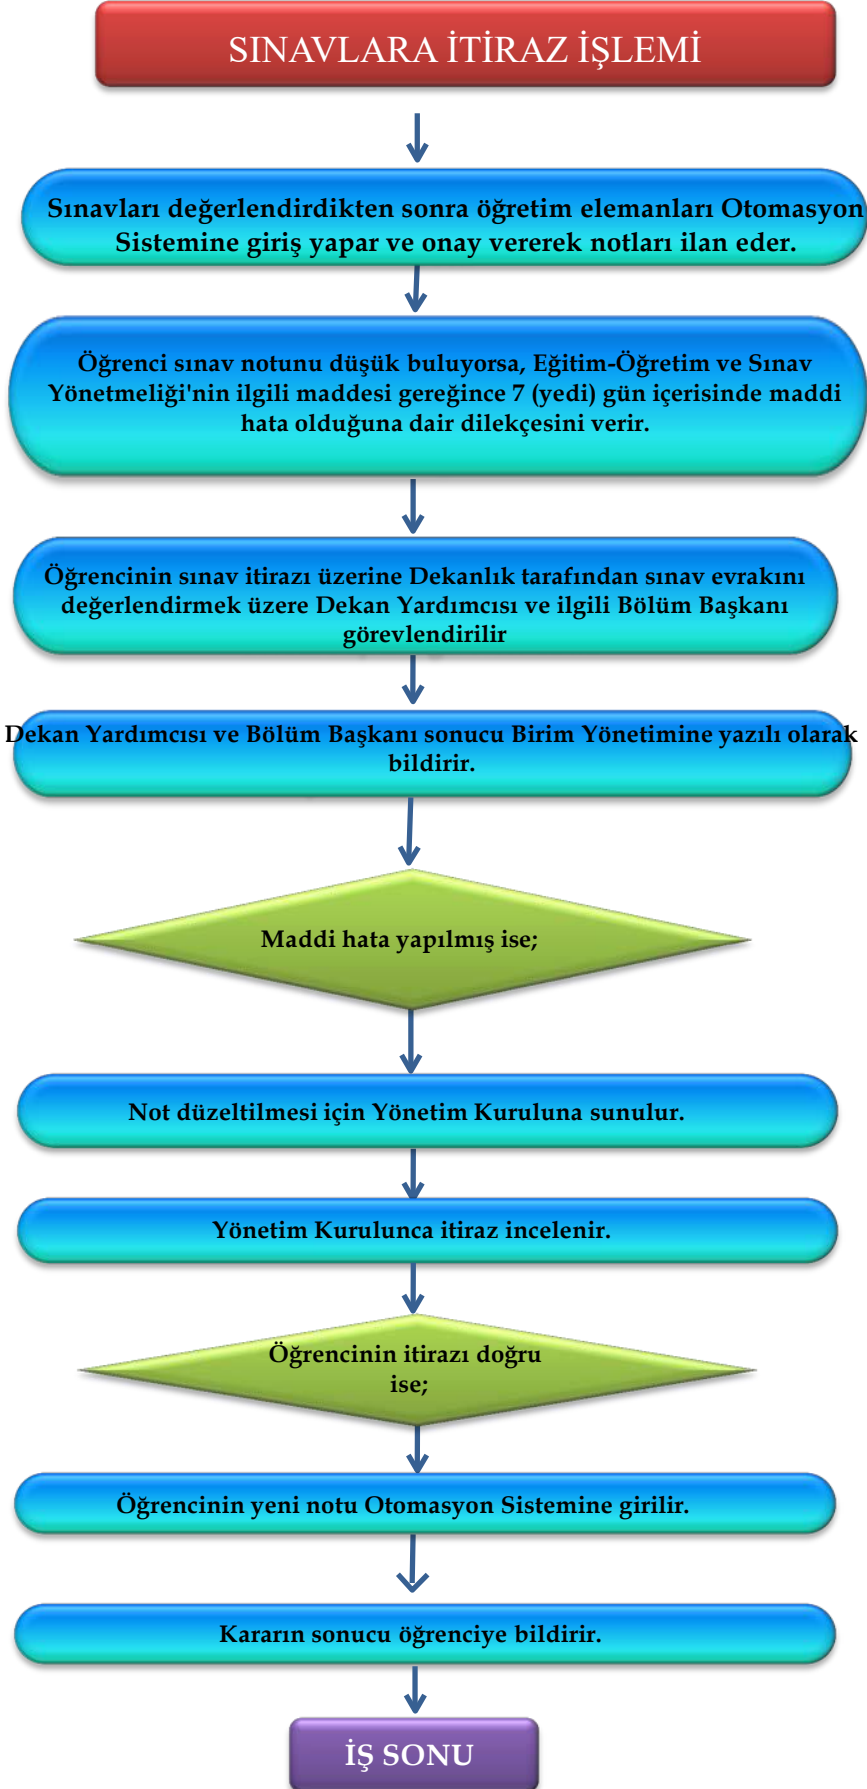 SINAVLARA İTİRAZ İŞLEMİ
Sınavları değerlendirdikten sonra öğretim elemanları Otomasyon
Sistemine giriş yapar ve onay vererek notları ilan eder.
Öğrenci sınav notunu düşük buluyorsa, Eğitim-Öğretim ve Sınav
Yönetmeliği'nin ilgili maddesi gereğince 7 (yedi) gün içerisinde maddi
hata olduğuna dair dilekçesini verir.
Öğrencinin sınav itirazı üzerine Dekanlık tarafından sınav evrakını
değerlendirmek üzere Dekan Yardımcısı ve ilgili Bölüm Başkanı
görevlendirilir
Dekan Yardımcısı ve Bölüm Başkanı sonucu Birim Yönetimine yazılı olarak
bildirir.
Maddi hata yapılmış ise;
Not düzeltilmesi için Yönetim Kuruluna sunulur.
Yönetim Kurulunca itiraz incelenir.
Öğrencinin itirazı doğru
ise;
Öğrencinin yeni notu Otomasyon Sistemine girilir.
Kararın sonucu öğrenciye bildirir.
İŞ SONU